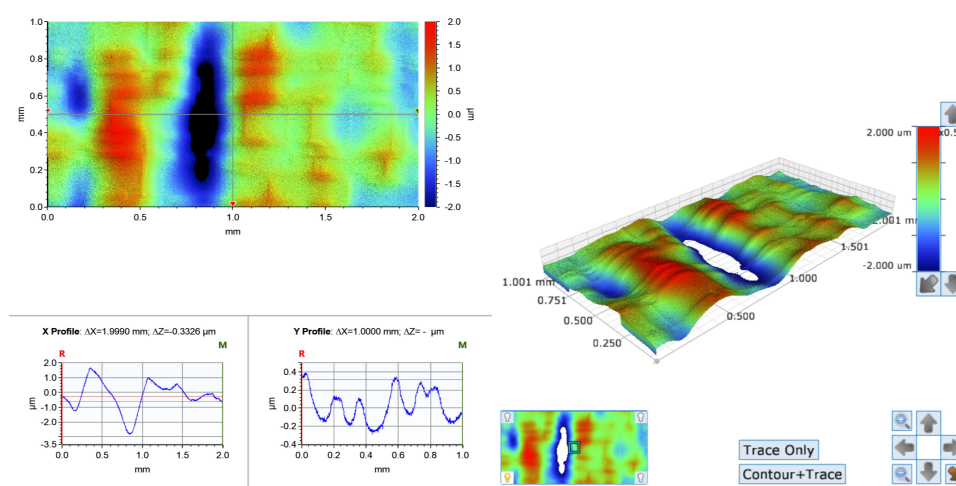 1.0
0.8
0.6
0.4
0.2
0.0
mm
0.0 0.5 1.0 1.5 2.0
mm
2.0
1.5
1.0
0.5
0.0
-0.5
-1.0
-1.5
-2.0
µm
2.000 um
x0.5
2.001 mm
-2.000 um
1.501
1.000
0.500
1.001 mm
0.751
0.500
0.250
X Profile: ΔX=1.9990 mm; ΔZ=-0.3326 µm
R M
2.0
1.0
0.0
-1.0
-2.0
-3.5
µm
0.0 0.5 1.0 1.5 2.0
mm
Y Profile: ΔX=1.0000 mm; ΔZ= - µm
R M
0.4
0.2
0.0
-0.2
-0.4
µm
0.0 0.2 0.4 0.6 0.8 1.0
mm
Trace Only
Contour+Trace